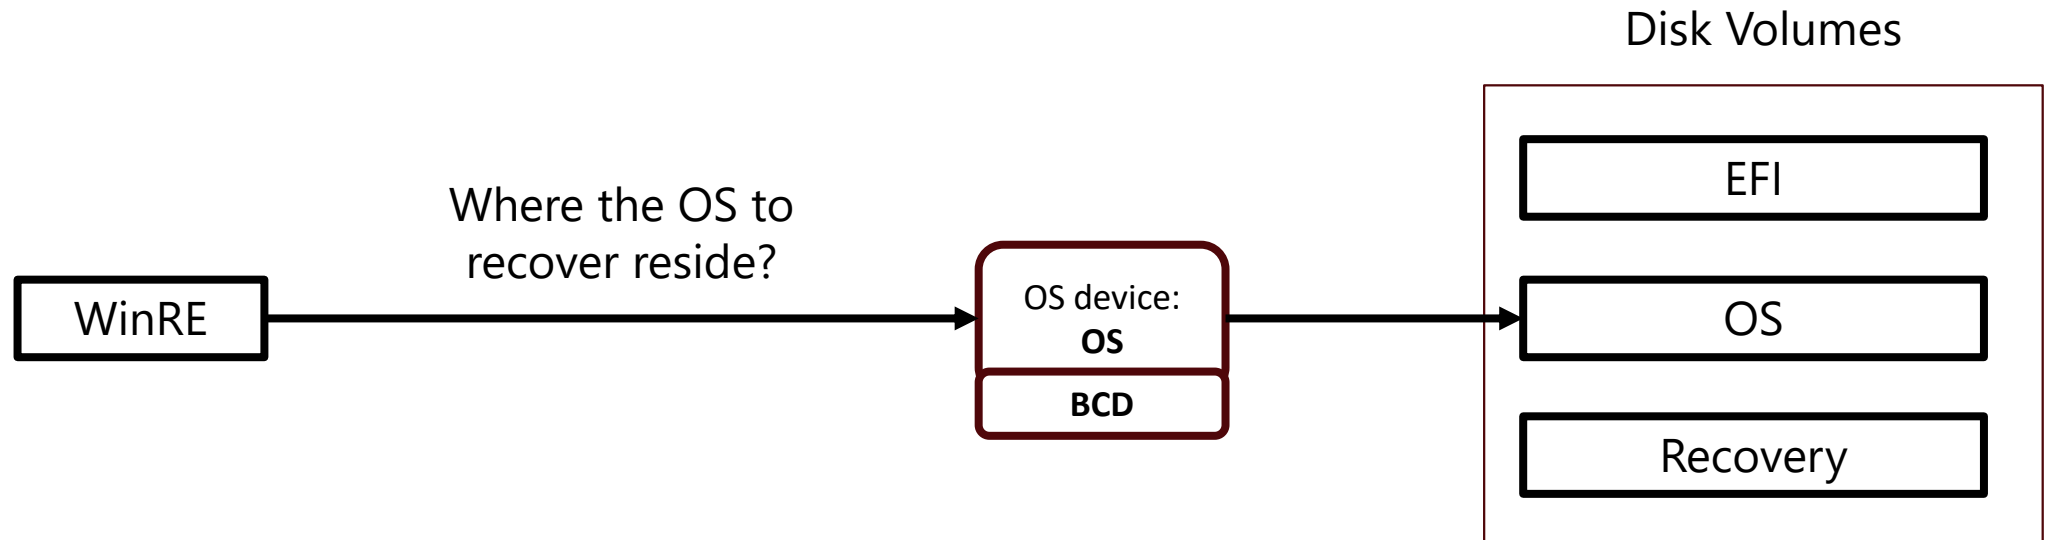 Disk Volumes
EFI
Where the OS to
recover reside?
WinRE
OS device:
OS
BCD
OS
Recovery